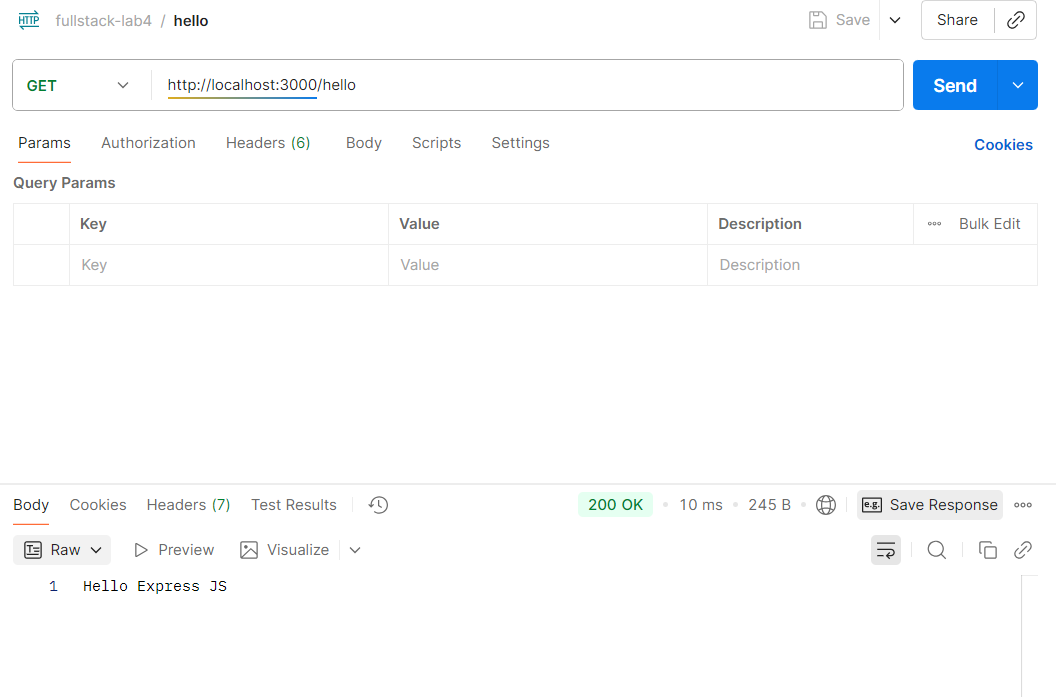 HTTP fullstack-lab4 / hello Save Share
GET http://localhost:3000/hello Send
Params Authorization Headers (6) Body Scripts Settings Cookies
Query Params
Key Value Description Bulk Edit
Key Value Description
Body Cookies Headers (7) Test Results 200 OK • 10 ms • 245 B • e.g. Save Response
Raw Preview Visualize
1 Hello Express JS